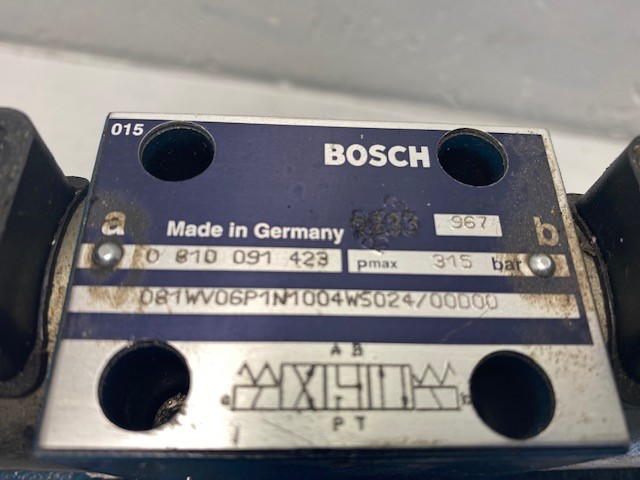 015
BOSCH
a Made in Germany 967 b
0 810 091 423 pmax 315 bar
081WV06P1N1004WS024/00D00
A B
a b
P T